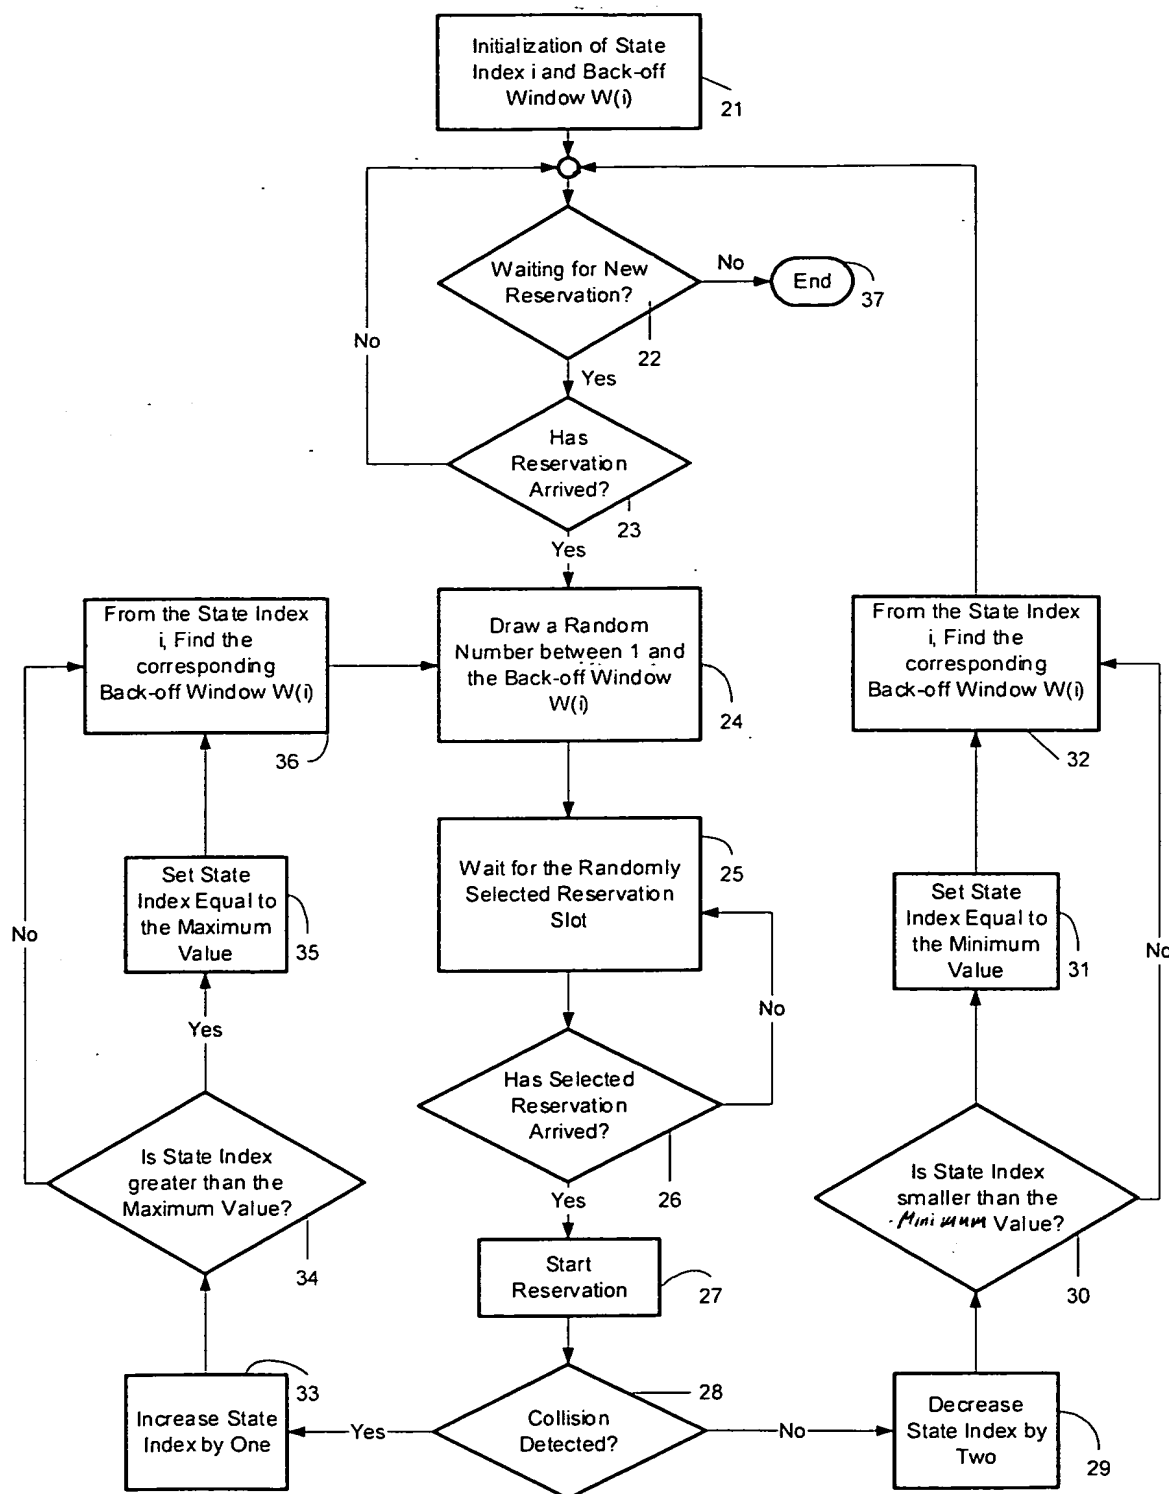 Initialization of State
Index i and Back-off
Window W(i)
21
Waiting for New
Reservation?
22
No
End
37
Yes
No
Has
Reservation
Arrived?
23
Yes
From the State Index
i, Find the
corresponding
Back-off Window W(i)
36
Draw a Random
Number between 1 and
the Back-off Window
W(i)
24
From the State Index
i, Find the
corresponding
Back-off Window W(i)
32
Wait for the Randomly
Selected Reservation
Slot
25
Set State
Index Equal to
the Maximum
Value
35
No
Set State
Index Equal to
the Minimum
Value
31
No
No
Yes
Has Selected
Reservation
Arrived?
26
Yes
Is State Index
greater than the
Maximum Value?
34
Is State Index
smaller than the
Minimum Value?
30
Start
Reservation
27
33
Increase State
Index by One
Yes
Collision
Detected?
28
No
Decrease
State Index by
Two
29